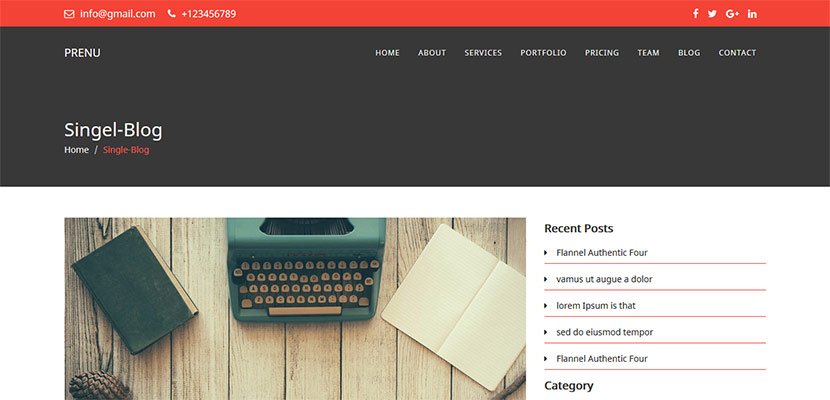 info@gmail.com +123456789
PRENU HOME ABOUT SERVICES PORTFOLIO PRICING TEAM BLOG CONTACT
Singel-Blog
Home / Single-Blog
Recent Posts
Flannel Authentic Four
vamus ut augue a dolor
lorem Ipsum is that
sed do eiusmod tempor
Flannel Authentic Four
Category